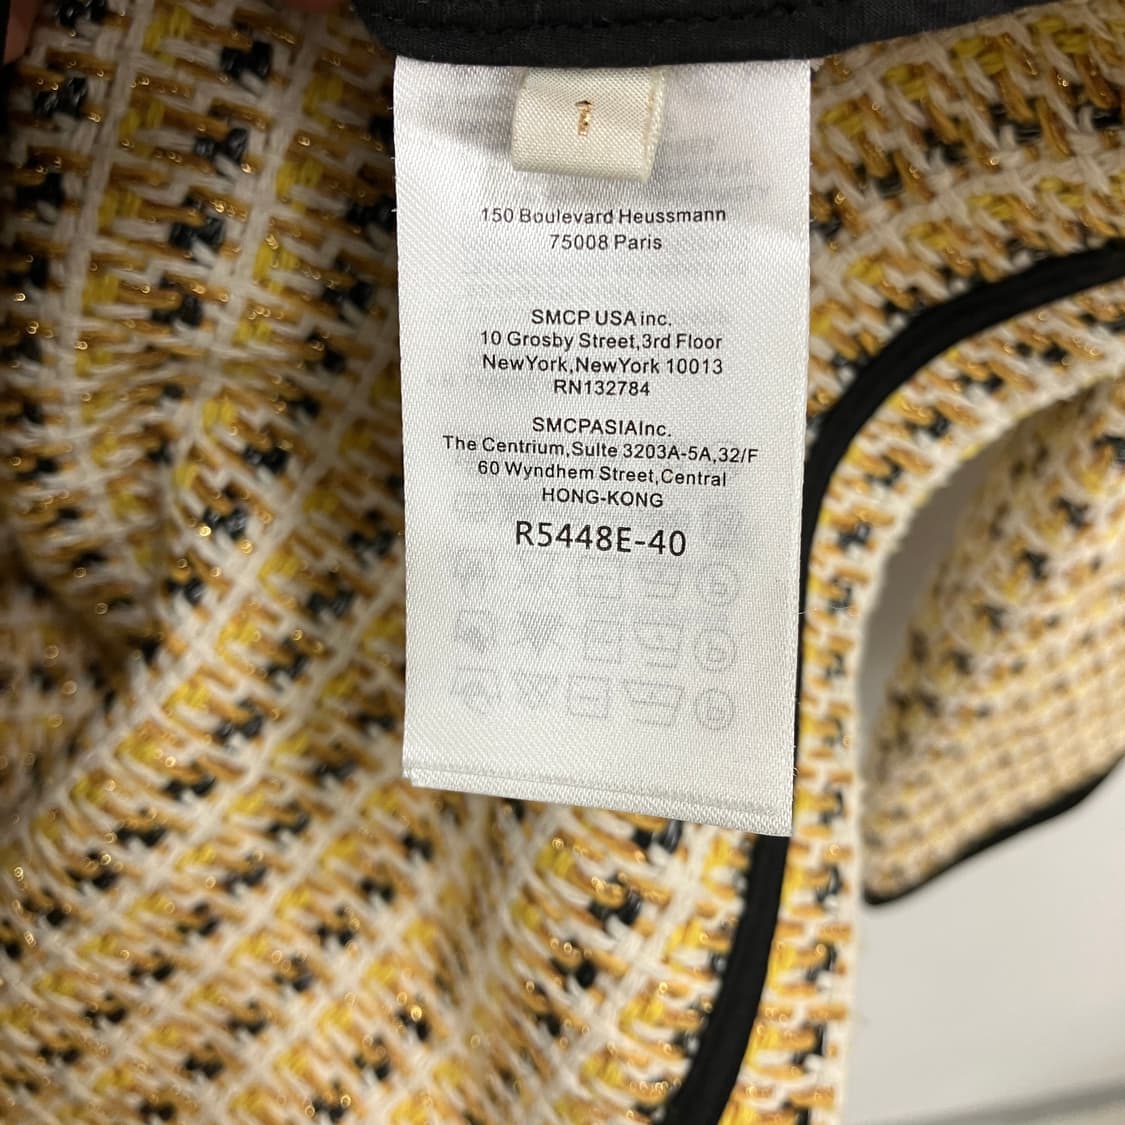 1
150 Boulevard Heussmann
75008 Paris
SMCP USA inc.
10 Grosby Street,3rd Floor
NewYork,NewYork 10013
RN132784
SMCPASIAInc.
The Centrium,Sulte 3203A-5A,32/F
60 Wyndhem Street,Central
HONG-KONG
R5448E-40